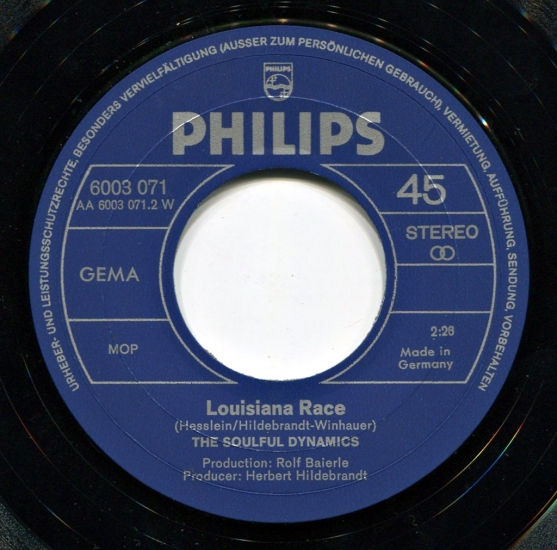 URHEBER- UND LEISTUNGSSCHUTZRECHTE, BESONDERS VERVIELFÄLTIGUNG (AUSSER ZUM PERSÖNLICHEN GEBRAUCH), VERMIETUNG, AUFFÜHRUNG, SENDUNG, VORBEHALTEN
PHILIPS
PHILIPS
6003 071
AA 6003 071.2 W
45
STEREO
GEMA
MOP
2:26
Made in
Germany
Louisiana Race
(Hesslein/Hildebrandt-Winhauer)
THE SOULFUL DYNAMICS
Production: Rolf Baierle
Producer: Herbert Hildebrandt